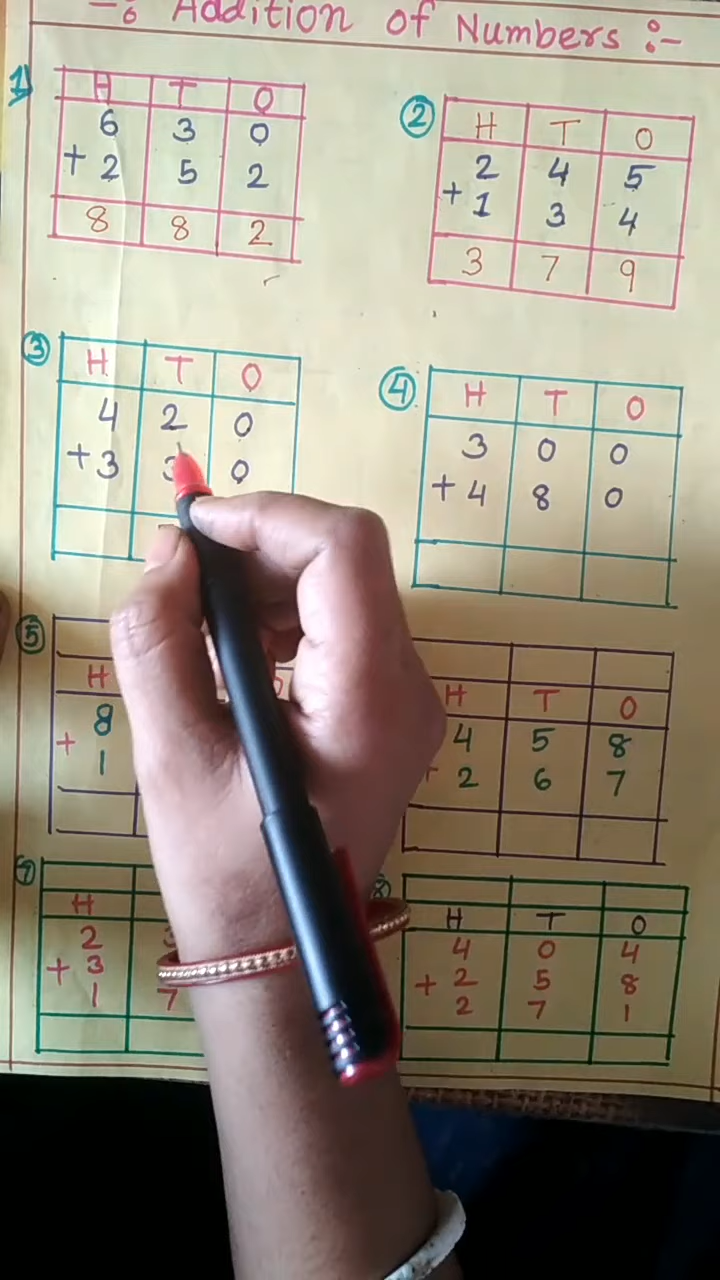 Addition of Numbers :-
1
H T O
6 3 0
+ 2 5 2
8 8 2
2
H T O
2 4 5
+ 1 3 4
3 7 9
3
H T O
4 2 0
+ 3 3 0
4
H T O
3 0 0
+ 4 8 0
5
H
8
+ 1
H T O
4 5 8
+ 2 6 7
7
H
2
+ 3
1 7
8
H T O
4 0 4
+ 2 5 8
2 7 1